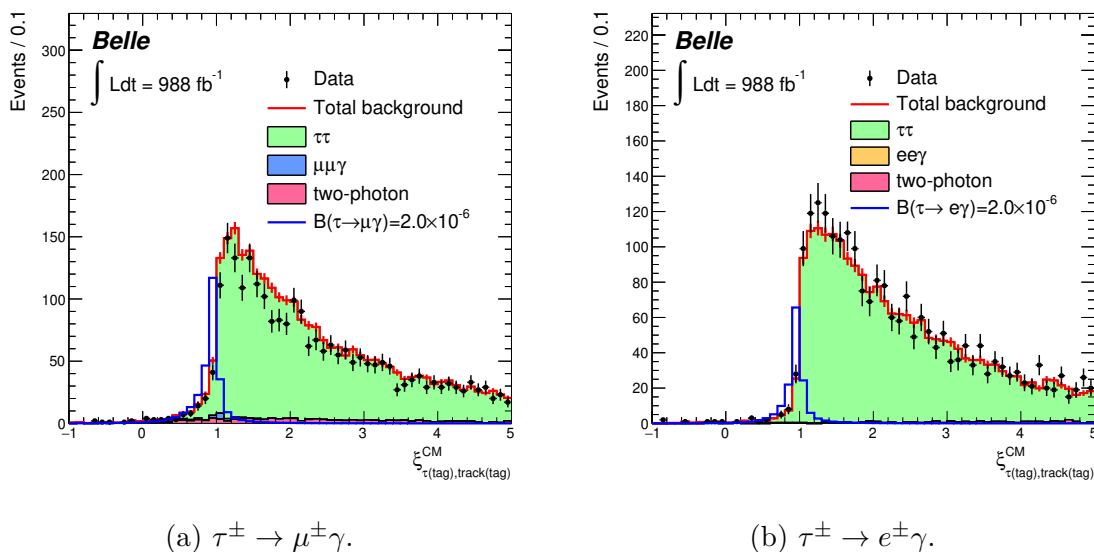 Belle
∫ Ldt = 988 fb⁻¹
Data
Total background
ττ
μμγ
two-photon
B(τ→μγ)=2.0×10⁻⁶
Events / 0.1
300
250
200
150
100
50
0
−1 0 1 2 3 4 5
ξ^CM_τ(tag),track(tag)
(a) τ± → μ±γ.
Belle
∫ Ldt = 988 fb⁻¹
Data
Total background
ττ
eeγ
two-photon
B(τ→ eγ)=2.0×10⁻⁶
Events / 0.1
220
200
180
160
140
120
100
80
60
40
20
0
−1 0 1 2 3 4 5
ξ^CM_τ(tag),track(tag)
(b) τ± → e±γ.